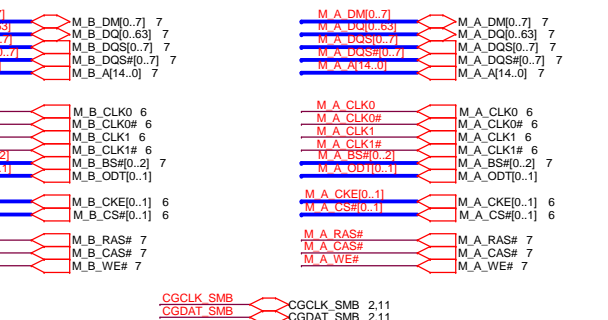 M_B_DM[0..7] 7
M_B_DQ[0..63] 7
M_B_DQS[0..7] 7
M_B_DQS#[0..7] 7
M_B_A[14..0] 7
M_B_CLK0 6
M_B_CLK0# 6
M_B_CLK1 6
M_B_CLK1# 6
M_B_BS#[0..2] 7
M_B_ODT[0..1]
M_B_CKE[0..1] 6
M_B_CS#[0..1] 6
M_B_RAS# 7
M_B_CAS# 7
M_B_WE# 7
M_A_DM[0..7] M_A_DM[0..7] 7
M_A_DQ[0..63] M_A_DQ[0..63] 7
M_A_DQS[0..7] M_A_DQS[0..7] 7
M_A_DQS#[0..7] M_A_DQS#[0..7] 7
M_A_A[14..0] M_A_A[14..0] 7
M_A_CLK0 M_A_CLK0 6
M_A_CLK0# M_A_CLK0# 6
M_A_CLK1 M_A_CLK1 6
M_A_CLK1# M_A_CLK1# 6
M_A_BS#[0..2] M_A_BS#[0..2] 7
M_A_ODT[0..1] M_A_ODT[0..1]
M_A_CKE[0..1] M_A_CKE[0..1] 6
M_A_CS#[0..1] M_A_CS#[0..1] 6
M_A_RAS# M_A_RAS# 7
M_A_CAS# M_A_CAS# 7
M_A_WE# M_A_WE# 7
CGCLK_SMB CGCLK_SMB 2,11
CGDAT_SMB CGDAT_SMB 2,11